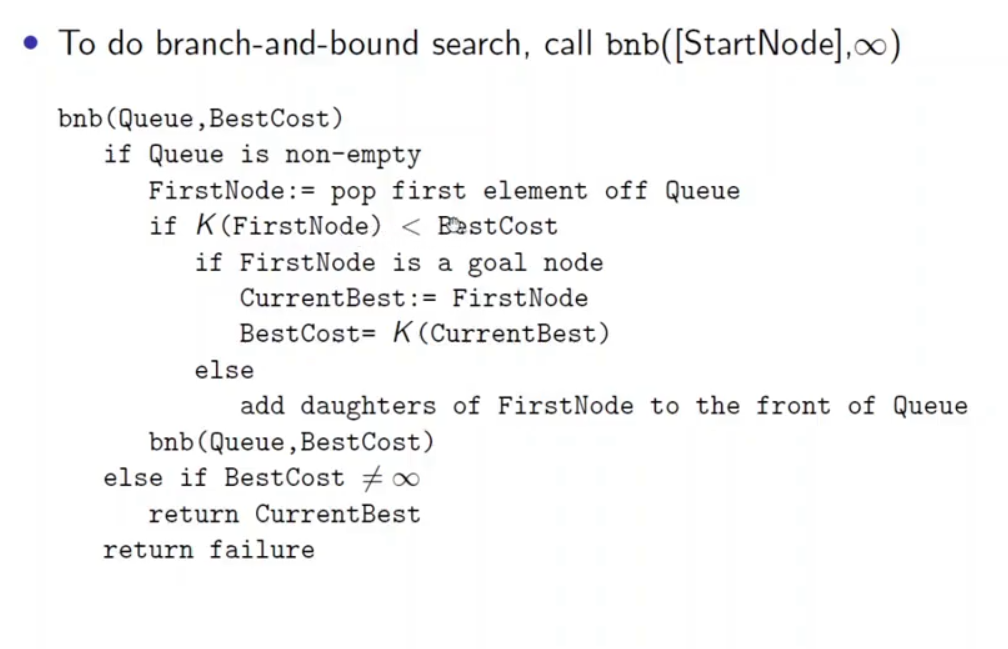 • To do branch-and-bound search, call bnb([StartNode],∞)
bnb(Queue,BestCost)
if Queue is non-empty
FirstNode:= pop first element off Queue
if K(FirstNode) < BestCost
if FirstNode is a goal node
CurrentBest:= FirstNode
BestCost= K(CurrentBest)
else
add daughters of FirstNode to the front of Queue
bnb(Queue,BestCost)
else if BestCost ≠ ∞
return CurrentBest
return failure